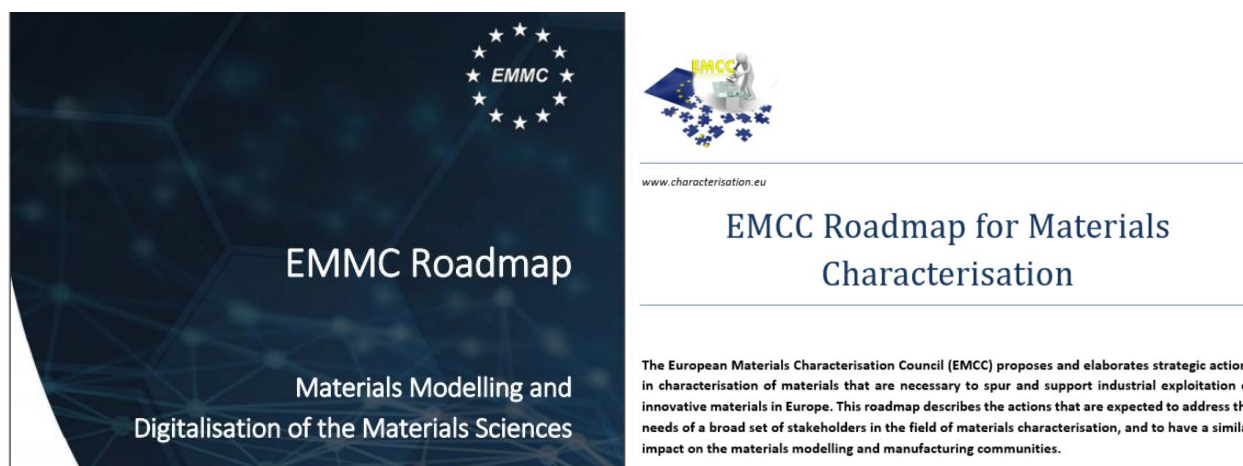 EMMC
EMMC Roadmap
Materials Modelling and
Digitalisation of the Materials Sciences
EMCC
www.characterisation.eu
EMCC Roadmap for Materials
Characterisation
The European Materials Characterisation Council (EMCC) proposes and elaborates strategic action
in characterisation of materials that are necessary to spur and support industrial exploitation
innovative materials in Europe. This roadmap describes the actions that are expected to address th
needs of a broad set of stakeholders in the field of materials characterisation, and to have a simila
impact on the materials modelling and manufacturing communities.